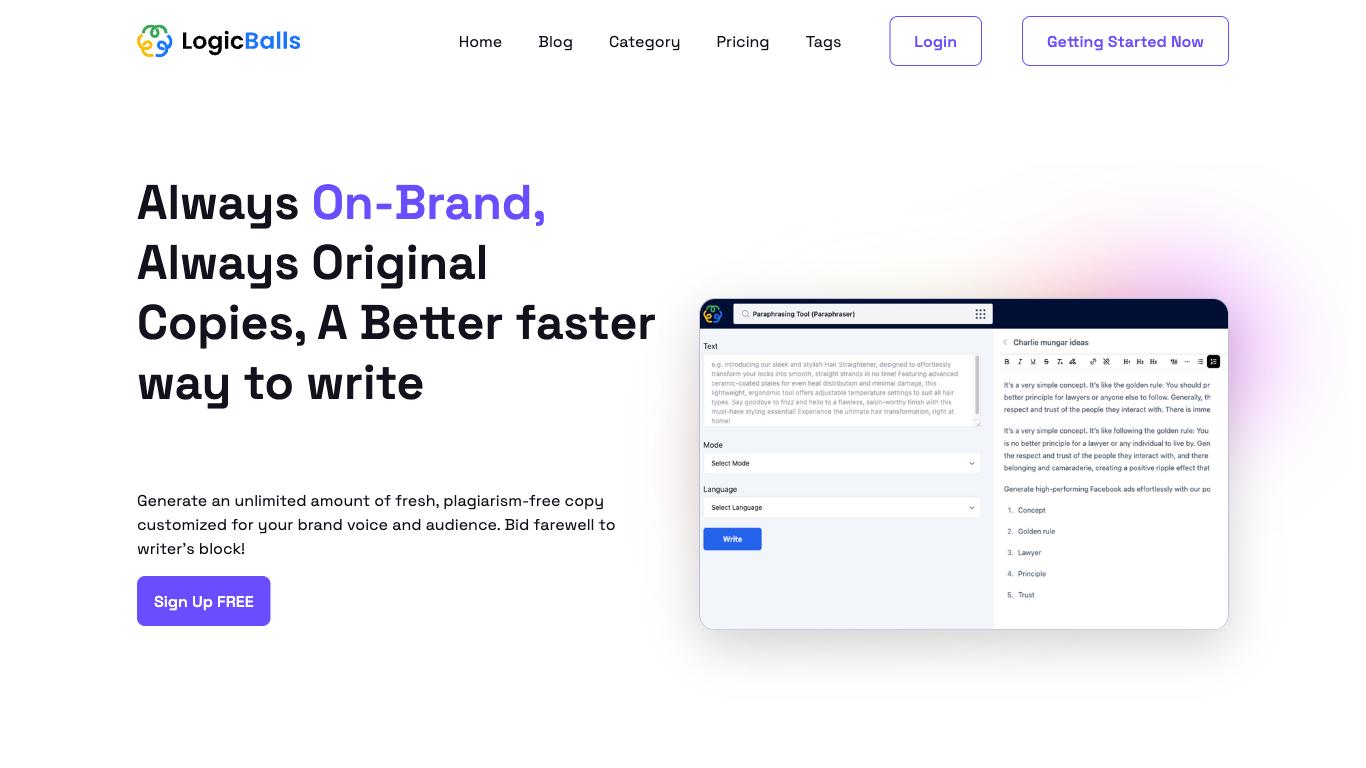 LogicBalls
Home
Blog
Category
Pricing
Tags
Login
Getting Started Now
Always On-Brand,
Always Original
Copies, A Better faster
way to write
Generate an unlimited amount of fresh, plagiarism-free copy
customized for your brand voice and audience. Bid farewell to
writer's block!
Sign Up FREE
Paraphrasing Tool (Paraphraser)
Text
e.g. Introducing our sleek and stylish Hair Straightener, designed to effortlessly
transform your locks into smooth, straight strands in no time! Featuring advanced
ceramic-coated plates for even heat distribution and minimal damage, this
lightweight, ergonomic tool offers adjustable temperature settings to suit all hair
types. Say goodbye to frizz and hello to a flawless, salon-worthy finish with this
must-have styling essential! Experience the ultimate hair transformation, right at
home!
Mode
Select Mode
Language
Select Language
Write
Charlie mungar ideas
B I U S H1 H2 H3
It's a very simple concept. It's like the golden rule: You should pr
better principle for lawyers or anyone else to follow. Generally, th
respect and trust of the people they interact with. There is imme
It's a very simple concept. It's like following the golden rule: You
is no better principle for a lawyer or any individual to live by. Gen
the respect and trust of the people they interact with, and there
belonging and camaraderie, creating a positive ripple effect that
Generate high-performing Facebook ads effortlessly with our po
1. Concept
2. Golden rule
3. Lawyer
4. Principle
5. Trust